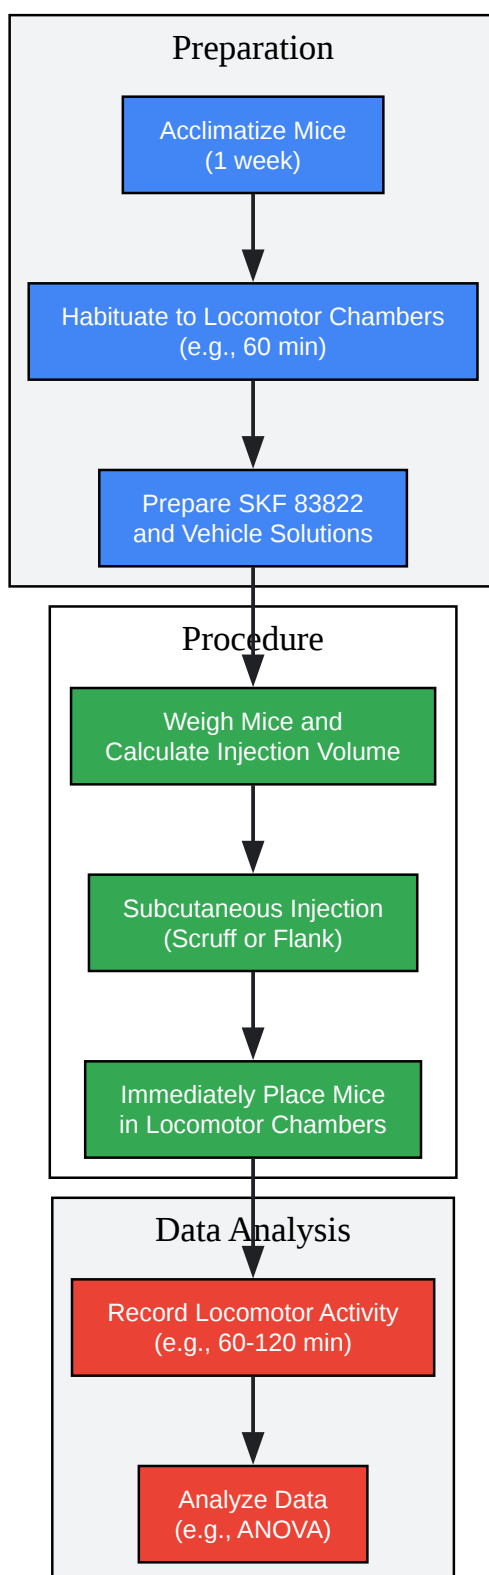 Preparation
Acclimatize Mice
(1 week)
Habituate to Locomotor Chambers
(e.g., 60 min)
Prepare SKF 83822
and Vehicle Solutions
Procedure
Weigh Mice and
Calculate Injection Volume
Subcutaneous Injection
(Scruff or Flank)
Immediately Place Mice
in Locomotor Chambers
Data Analysis
Record Locomotor Activity
(e.g., 60-120 min)
Analyze Data
(e.g., ANOVA)